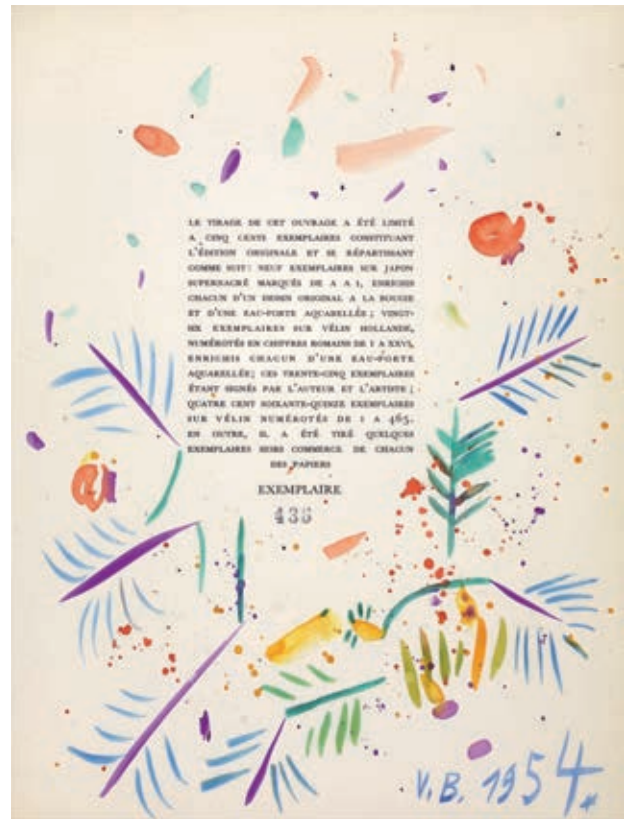 LE TIRAGE DE CET OUVRAGE A ÉTÉ LIMITÉ
A CINQ CENTS EXEMPLAIRES CONSTITUANT
L'ÉDITION ORIGINALE ET SE RÉPARTISSANT
COMME SUIT : NEUF EXEMPLAIRES SUR JAPON
SUPERNACRÉ MARQUÉS DE A A I, ENRICHIS
CHACUN D'UN DESSIN ORIGINAL A LA BOUGIE
ET D'UNE EAU-FORTE AQUARELLÉE ; VINGT-
SIX EXEMPLAIRES SUR VÉLIN HOLLANDE,
NUMÉROTÉS EN CHIFFRES ROMAINS DE I A XXVI,
ENRICHIS CHACUN D'UNE EAU-FORTE
AQUARELLÉE ; CES TRENTE-CINQ EXEMPLAIRES
ÉTANT SIGNÉS PAR L'AUTEUR ET L'ARTISTE ;
QUATRE CENT SOIXANTE-QUINZE EXEMPLAIRES
SUR VÉLIN NUMÉROTÉS DE 1 A 465.
EN OUTRE, IL A ÉTÉ TIRÉ QUELQUES
EXEMPLAIRES HORS COMMERCE DE CHACUN
DES PAPIERS
EXEMPLAIRE
436
V. B. 1954